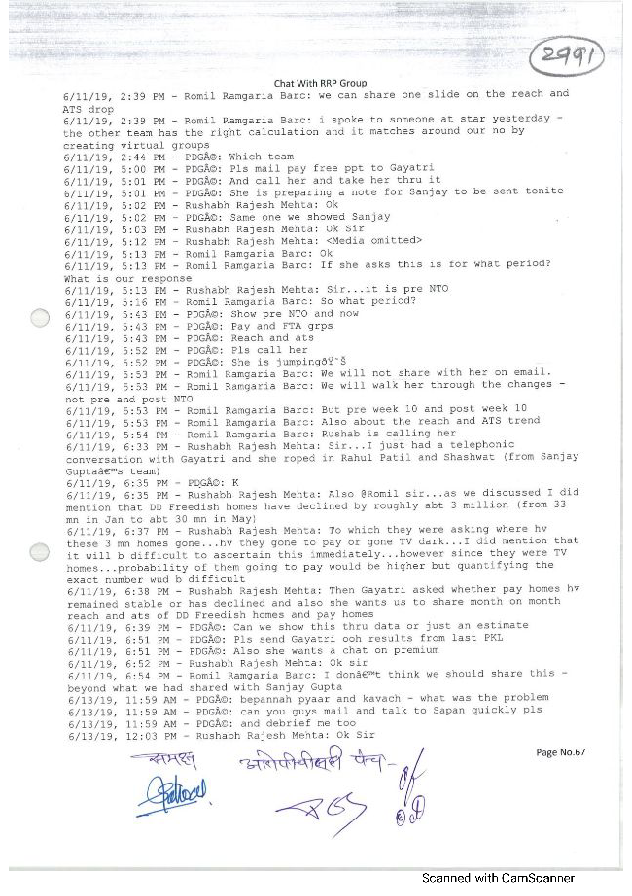 2991
Chat With RRP Group
6/11/19, 2:39 PM - Romil Ramgaria Barc: we can share one slide on the reach and
ATS drop
6/11/19, 2:39 PM - Romil Ramgaria Barc: i spoke to someone at star yesterday -
the other team has the right calculation and it matches around our no by
creating virtual groups
6/11/19, 2:44 PM - PDGÂ©: Which team
6/11/19, 5:00 PM - PDGÂ©: Pls mail pay free ppt to Gayatri
6/11/19, 5:01 PM - PDGÂ©: And call her and take her thru it
6/11/19, 5:01 PM - PDGÂ©: She is preparing a note for Sanjay to be sent tonite
6/11/19, 5:02 PM - Rushabh Rajesh Mehta: Ok
6/11/19, 5:02 PM - PDGÂ©: Same one we showed Sanjay
6/11/19, 5:03 PM - Rushabh Rajesh Mehta: Ok Sir
6/11/19, 5:12 PM - Rushabh Rajesh Mehta: <Media omitted>
6/11/19, 5:13 PM - Romil Ramgaria Barc: Ok
6/11/19, 5:13 PM - Romil Ramgaria Barc: If she asks this is for what period?
What is our response
6/11/19, 5:13 PM - Rushabh Rajesh Mehta: Sir...it is pre NTO
6/11/19, 5:16 PM - Romil Ramgaria Barc: So what period?
6/11/19, 5:43 PM - PDGÂ©: Show pre NTO and now
6/11/19, 5:43 PM - PDGÂ©: Pay and FTA grps
6/11/19, 5:43 PM - PDGÂ©: Reach and ats
6/11/19, 5:52 PM - PDGÂ©: Pls call her
6/11/19, 5:52 PM - PDGÂ©: She is jumpingðŸ˜Š
6/11/19, 5:53 PM - Romil Ramgaria Barc: We will not share with her on email.
6/11/19, 5:53 PM - Romil Ramgaria Barc: We will walk her through the changes -
not pre and post NTO
6/11/19, 5:53 PM - Romil Ramgaria Barc: But pre week 10 and post week 10
6/11/19, 5:53 PM - Romil Ramgaria Barc: Also about the reach and ATS trend
6/11/19, 5:54 PM - Romil Ramgaria Barc: Rushab is calling her
6/11/19, 6:33 PM - Rushabh Rajesh Mehta: Sir...I just had a telephonic
conversation with Gayatri and she roped in Rahul Patil and Shashwat (from Sanjay
Guptaâ€™s team)
6/11/19, 6:35 PM - PDGÂ©: K
6/11/19, 6:35 PM - Rushabh Rajesh Mehta: Also @Romil sir...as we discussed I did
mention that DD Freedish homes have declined by roughly abt 3 million (from 33
mn in Jan to abt 30 mn in May)
6/11/19, 6:37 PM - Rushabh Rajesh Mehta: To which they were asking where hv
these 3 mn homes gone...hv they gone to pay or gone TV dark...I did mention that
it will b difficult to ascertain this immediately...however since they were TV
homes...probability of them going to pay would be higher but quantifying the
exact number wud b difficult
6/11/19, 6:38 PM - Rushabh Rajesh Mehta: Then Gayatri asked whether pay homes hv
remained stable or has declined and also she wants us to share month on month
reach and ats of DD Freedish homes and pay homes
6/11/19, 6:39 PM - PDGÂ©: Can we show this thru data or just an estimate
6/11/19, 6:51 PM - PDGÂ©: Pls send Gayatri ooh results from last PKL
6/11/19, 6:51 PM - PDGÂ©: Also she wants a chat on premium
6/11/19, 6:52 PM - Rushabh Rajesh Mehta: Ok sir
6/11/19, 6:54 PM - Romil Ramgaria Barc: I donâ€™t think we should share this -
beyond what we had shared with Sanjay Gupta
6/13/19, 11:59 AM - PDGÂ©: bepannah pyaar and kavach - what was the problem
6/13/19, 11:59 AM - PDGÂ©: can you guys mail and talk to Sapan quickly pls
6/13/19, 11:59 AM - PDGÂ©: and debrief me too
6/13/19, 12:03 PM - Rushabh Rajesh Mehta: Ok Sir
Page No.67
समक्ष
Scanned with CamScanner